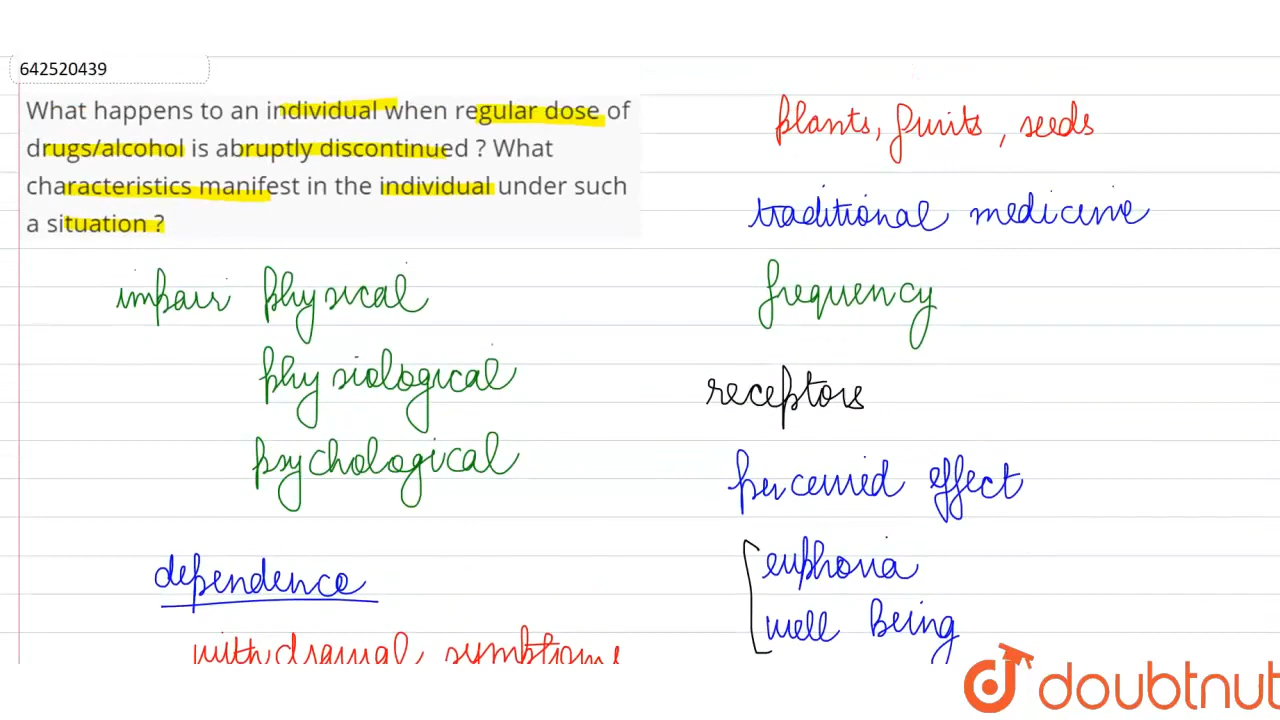 642520439
What happens to an individual when regular dose of
drugs/alcohol is abruptly discontinued ? What
characteristics manifest in the individual under such
a situation ?
impair physical
physiological
psychological
dependence
withdrawal symptoms
plants, fruits, seeds
traditional medicine
frequency
receptors
perceived effect
euphoria
well Being
doubtnut